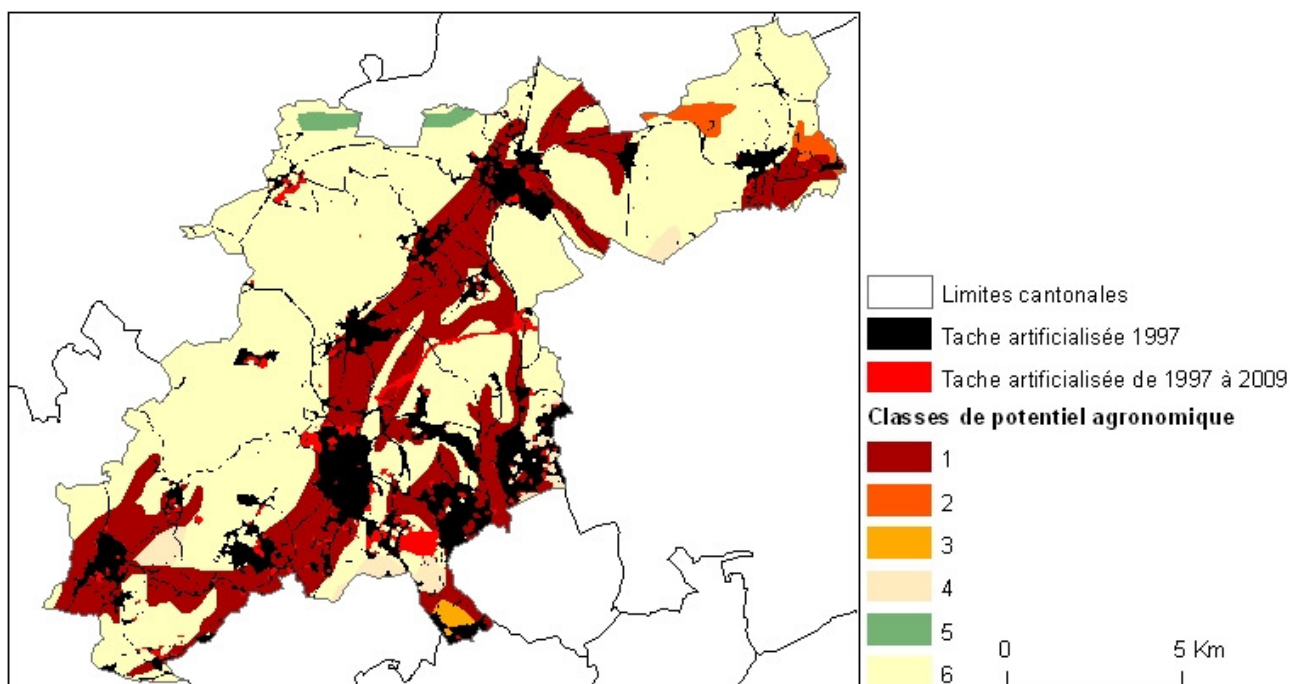 Limites cantonales
Tache artificialisée 1997
Tache artificialisée de 1997 à 2009
Classes de potentiel agronomique
1
2
3
4
5
6
0 5 Km